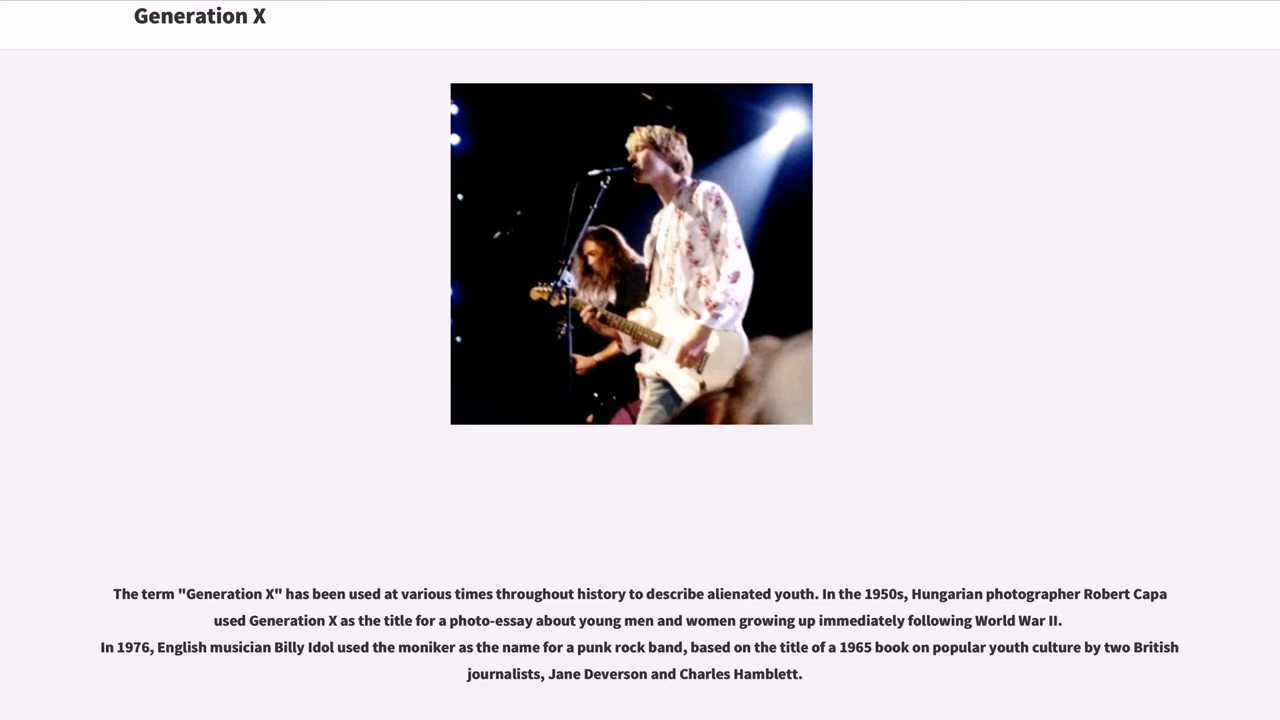 Generation X
The term "Generation X" has been used at various times throughout history to describe alienated youth. In the 1950s, Hungarian photographer Robert Capa
used Generation X as the title for a photo-essay about young men and women growing up immediately following World War II.
In 1976, English musician Billy Idol used the moniker as the name for a punk rock band, based on the title of a 1965 book on popular youth culture by two British
journalists, Jane Deverson and Charles Hamblett.